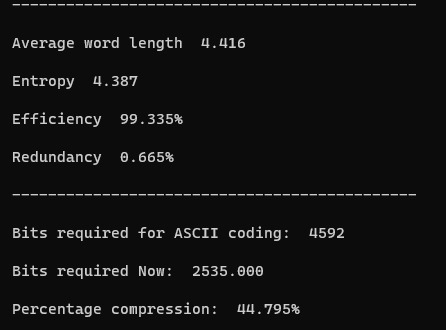 ---------------------------------------------
Average word length  4.416
Entropy  4.387
Efficiency  99.335%
Redundancy  0.665%
---------------------------------------------
Bits required for ASCII coding:  4592
Bits required Now:  2535.000
Percentage compression:  44.795%